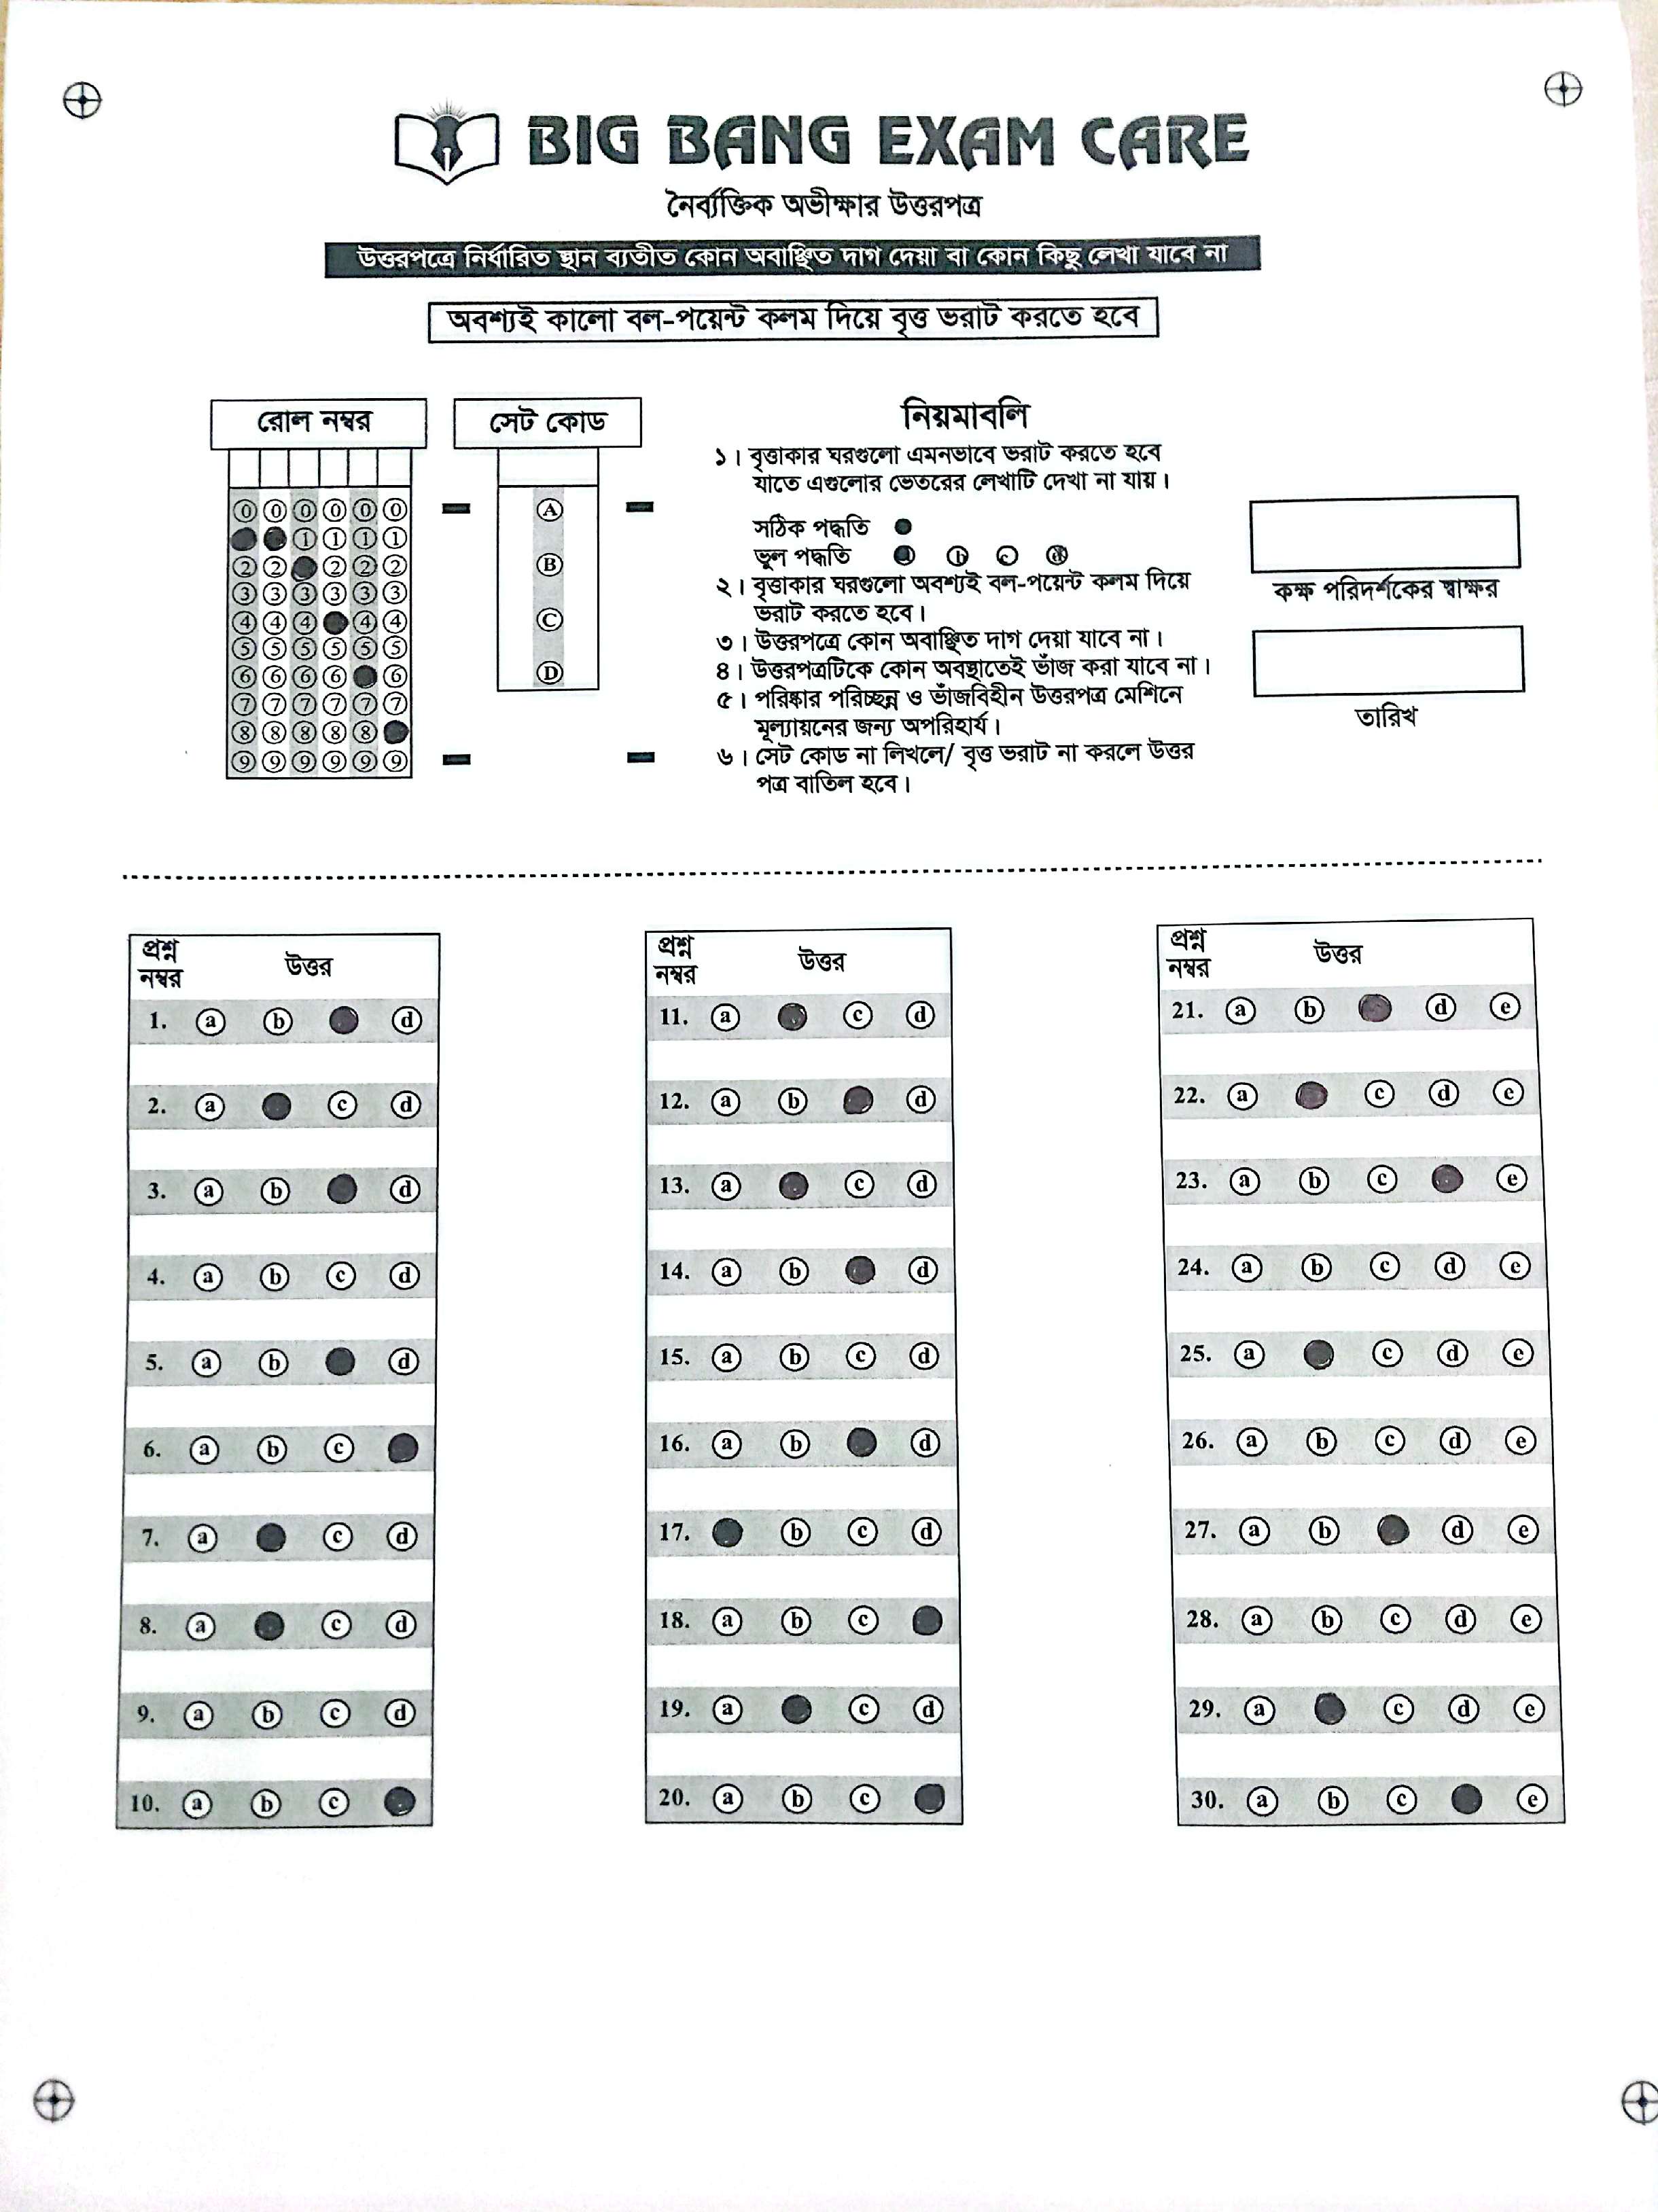 BIG BANG EXAM CARE
নৈর্ব্যক্তিক অভীক্ষার উত্তরপত্র
উত্তরপত্রে নির্ধারিত স্থান ব্যতীত কোন অবাঞ্ছিত দাগ দেয়া বা কোন কিছু লেখা যাবে না
অবশ্যই কালো বল-পয়েন্ট কলম দিয়ে বৃত্ত ভরাট করতে হবে
রোল নম্বর
0 0 0 0 0 0
1 1 1 1
2 2 2 2 2
3 3 3 3 3 3
4 4 4 4 4
5 5 5 5 5 5
6 6 6 6 6
7 7 7 7 7 7
8 8 8 8 8
9 9 9 9 9 9
সেট কোড
A
B
C
D
নিয়মাবলি
১। বৃত্তাকার ঘরগুলো এমনভাবে ভরাট করতে হবে
যাতে এগুলোর ভেতরের লেখাটি দেখা না যায়।
সঠিক পদ্ধতি
ভুল পদ্ধতি
২। বৃত্তাকার ঘরগুলো অবশ্যই বল-পয়েন্ট কলম দিয়ে
ভরাট করতে হবে।
৩। উত্তরপত্রে কোন অবাঞ্ছিত দাগ দেয়া যাবে না।
৪। উত্তরপত্রটিকে কোন অবস্থাতেই ভাঁজ করা যাবে না।
৫। পরিষ্কার পরিচ্ছন্ন ও ভাঁজবিহীন উত্তরপত্র মেশিনে
মূল্যায়নের জন্য অপরিহার্য।
৬। সেট কোড না লিখলে/ বৃত্ত ভরাট না করলে উত্তর
পত্র বাতিল হবে।
কক্ষ পরিদর্শকের স্বাক্ষর
তারিখ
প্রশ্ন
নম্বর
উত্তর
1. a b d
2. a c d
3. a b d
4. a b c d
5. a b d
6. a b c
7. a c d
8. a c d
9. a b c d
10. a b c
প্রশ্ন
নম্বর
উত্তর
11. a c d
12. a b d
13. a c d
14. a b d
15. a b c d
16. a b d
17. b c d
18. a b c
19. a c d
20. a b c
প্রশ্ন
নম্বর
উত্তর
21. a b d e
22. a c d e
23. a b c e
24. a b c d e
25. a c d e
26. a b c d e
27. a b d e
28. a b c d e
29. a c d e
30. a b c e